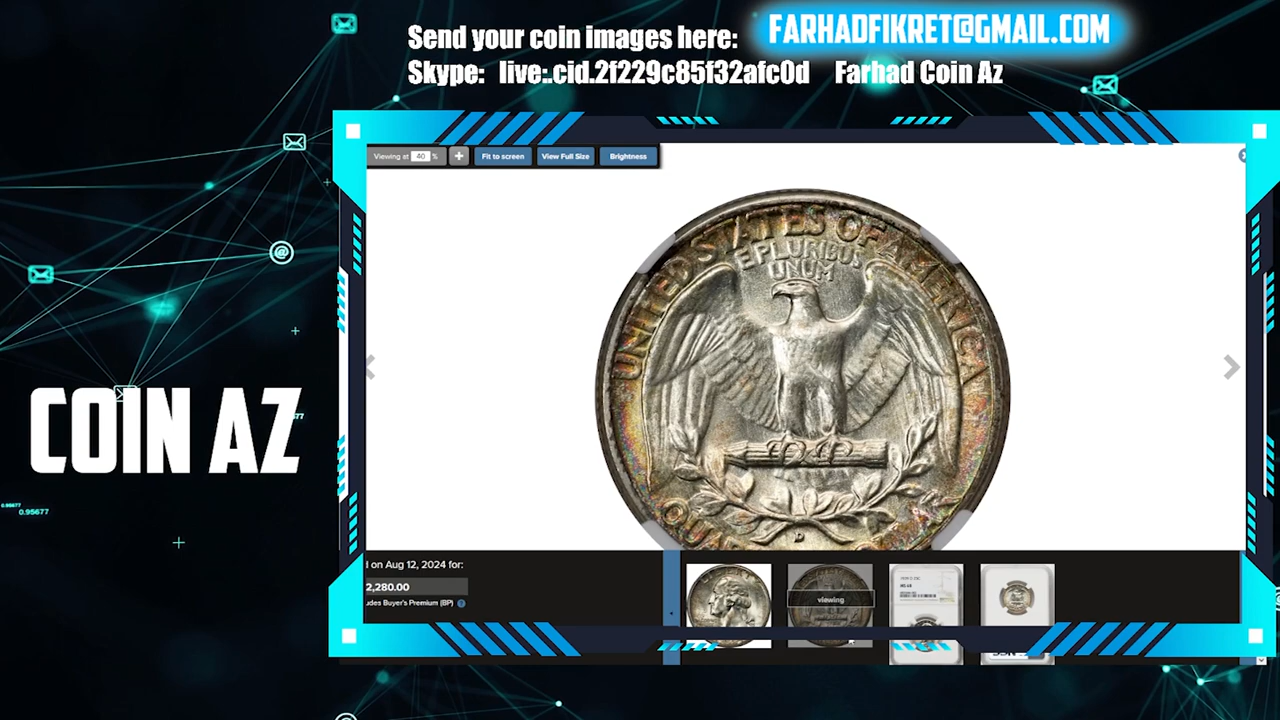 Send your coin images here: FARHADFIKRET@GMAIL.COM
Skype: live:.cid.2f229c85f32afc0d Farhad Coin Az
Viewing at 40 % + Fit to screen View Full Size Brightness
UNITED STATES OF AMERICA
E PLURIBUS
UNUM
D
COIN AZ
0.95677
l on Aug 12, 2024 for:
2,280.00
udes Buyer's Premium (BP) ?
viewing
MS 68